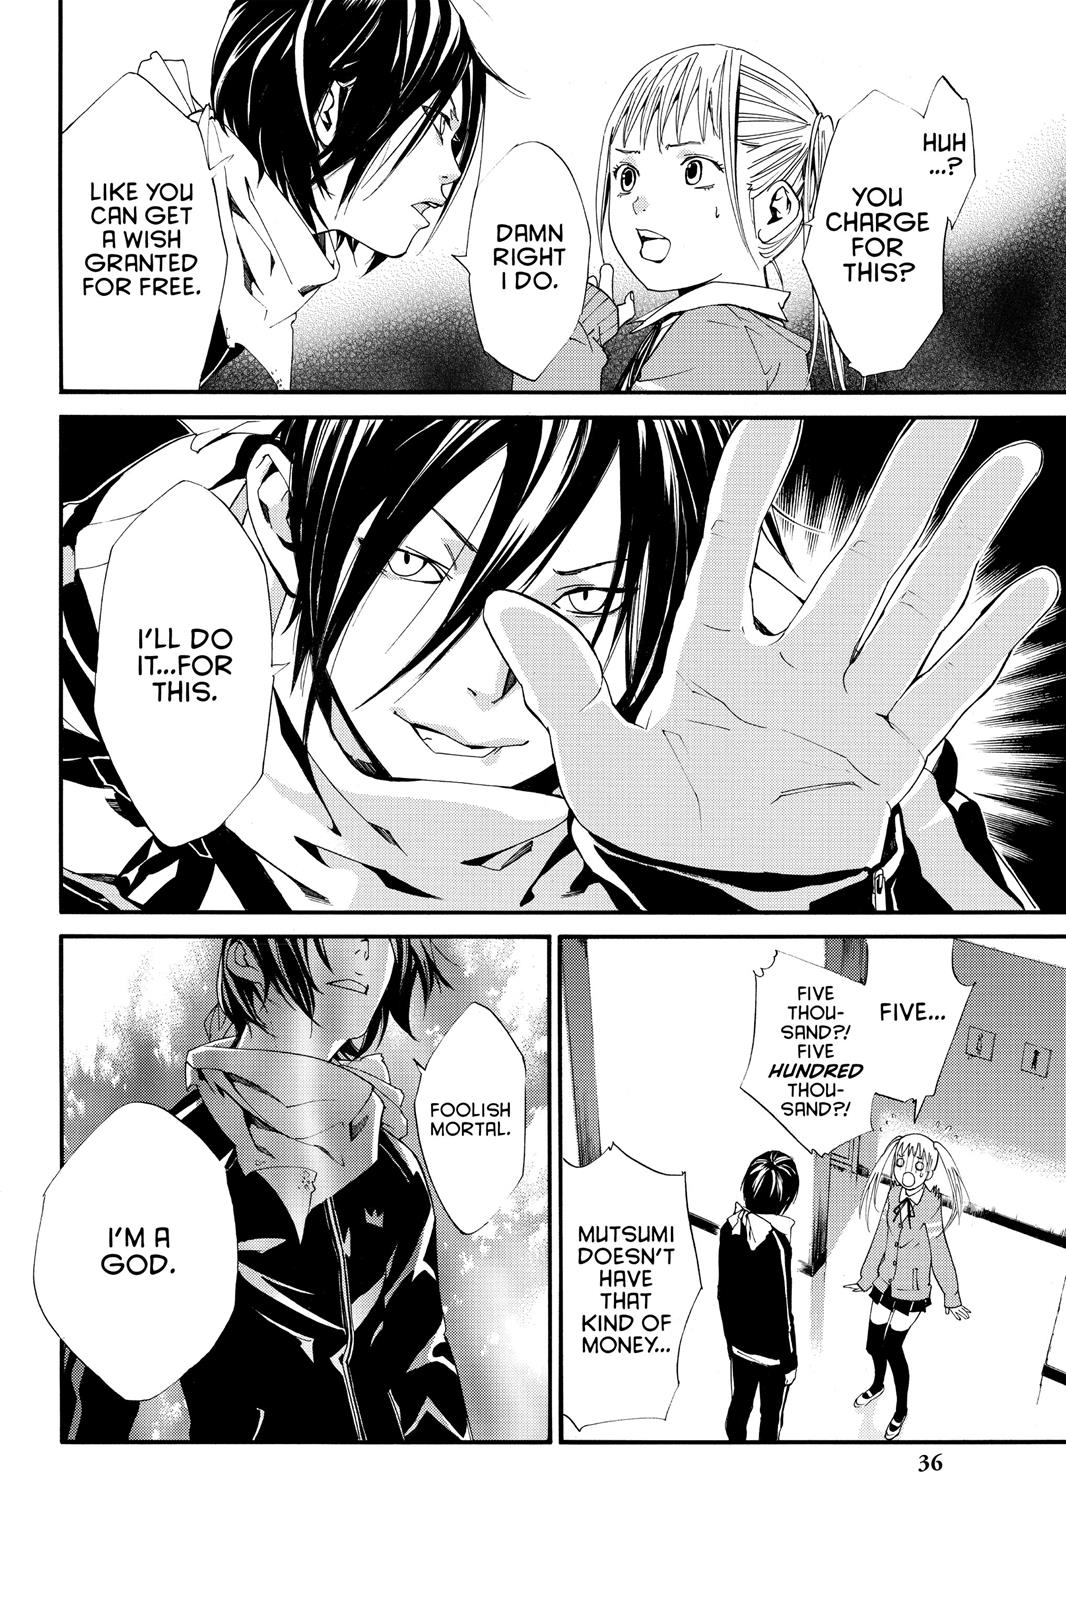 HUH
...?
YOU
CHARGE
FOR
THIS?
DAMN
RIGHT
I DO.
LIKE YOU
CAN GET
A WISH
GRANTED
FOR FREE.
I'LL DO
IT...FOR
THIS.
FIVE...
FIVE
THOU-
SAND?!
FIVE
HUNDRED
THOU-
SAND?!
MUTSUMI
DOESN'T
HAVE
THAT
KIND OF
MONEY...
FOOLISH
MORTAL.
I'M A
GOD.
36